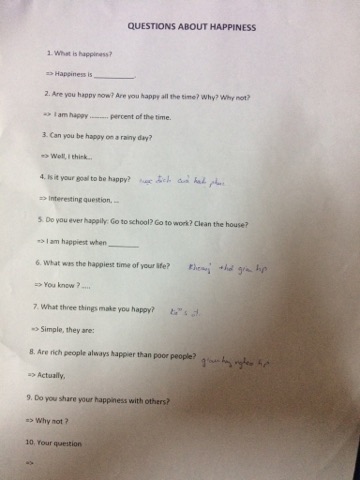 QUESTIONS ABOUT HAPPINESS
1. What is happiness?
=> Happiness is __________.
2. Are you happy now? Are you happy all the time? Why? Why not?
=> I am happy _____ percent of the time.
3. Can you be happy on a rainy day?
=> Well, I think...
4. Is it your goal to be happy?
=> Interesting question, ...
5. Do you ever happily: Go to school? Go to work? Clean the house?
=> I am happiest when ________
6. What was the happiest time of your life?
=> You know ? ....
7. What three things make you happy?
=> Simple, they are:
8. Are rich people always happier than poor people?
=> Actually,
9. Do you share your happiness with others?
=> Why not ?
10. Your question
=>